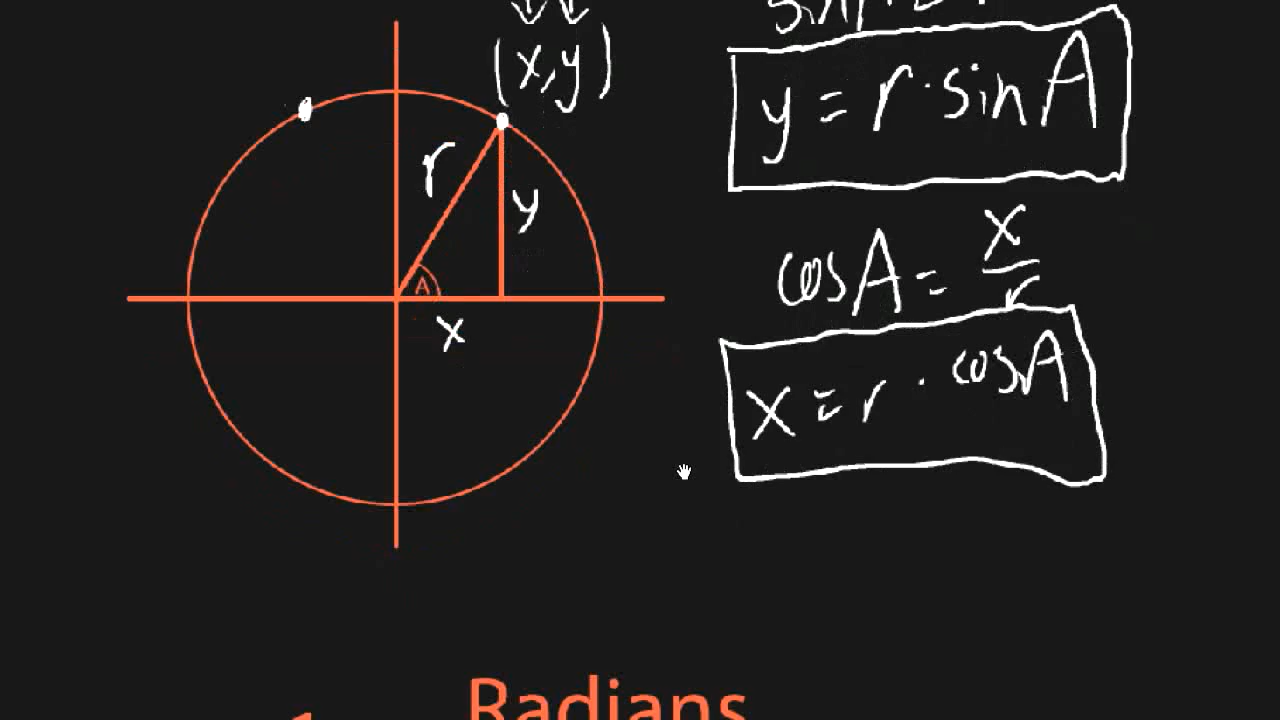 (x,y)
r
y
A
x
y = r · sin A
cos A = x/r
x = r · cos A
Radians